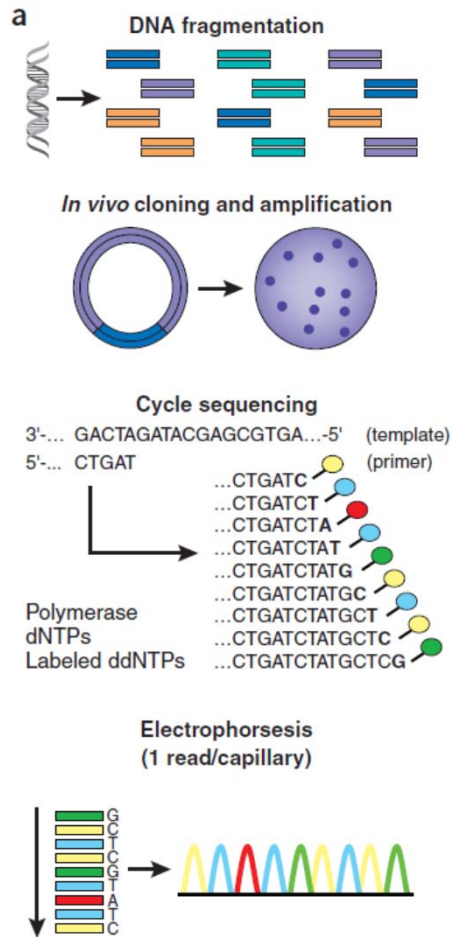 a
DNA fragmentation
In vivo cloning and amplification
Cycle sequencing
3'-... GACTAGATACGAGCGTGA...-5' (template)
5'-... CTGAT (primer)
...CTGATC
...CTGATCT
...CTGATCTA
...CTGATCTAT
...CTGATCTATG
...CTGATCTATGC
...CTGATCTATGCT
...CTGATCTATGCTC
...CTGATCTATGCTCG
Polymerase
dNTPs
Labeled ddNTPs
Electrophorsesis
(1 read/capillary)
G
C
T
C
G
T
A
T
C